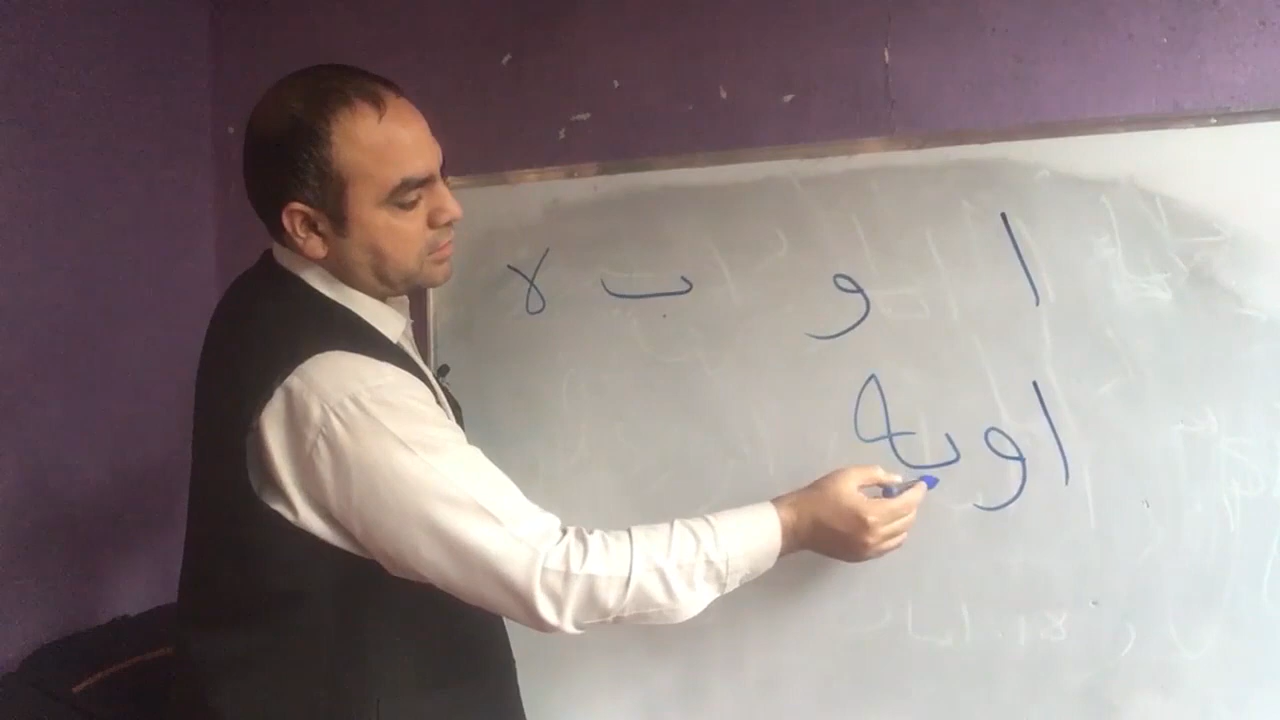 ا و ب ه
اوبه